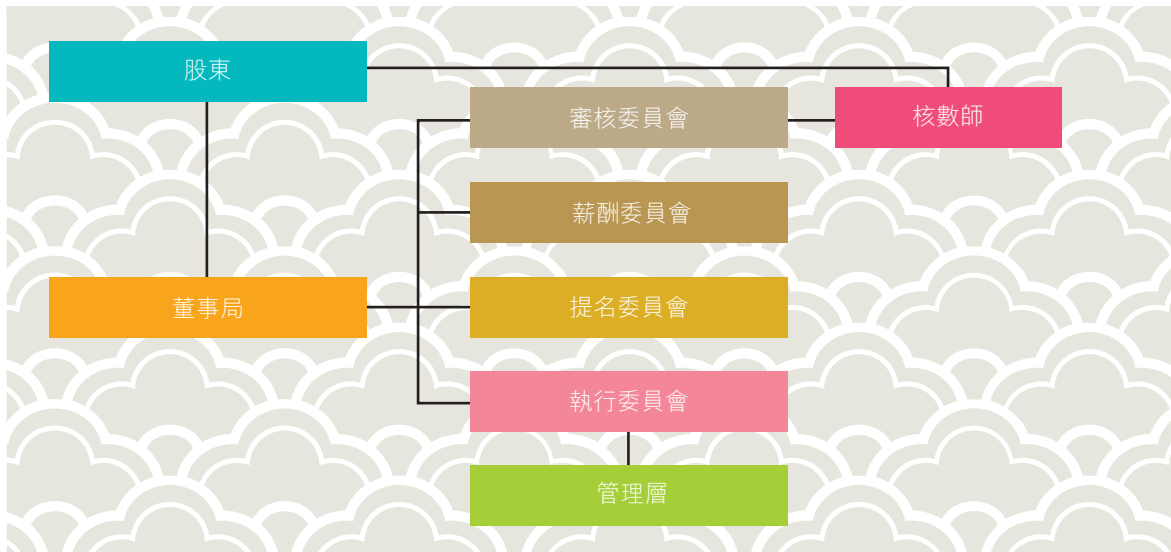 股東
審核委員會
核數師
薪酬委員會
董事局
提名委員會
執行委員會
管理層